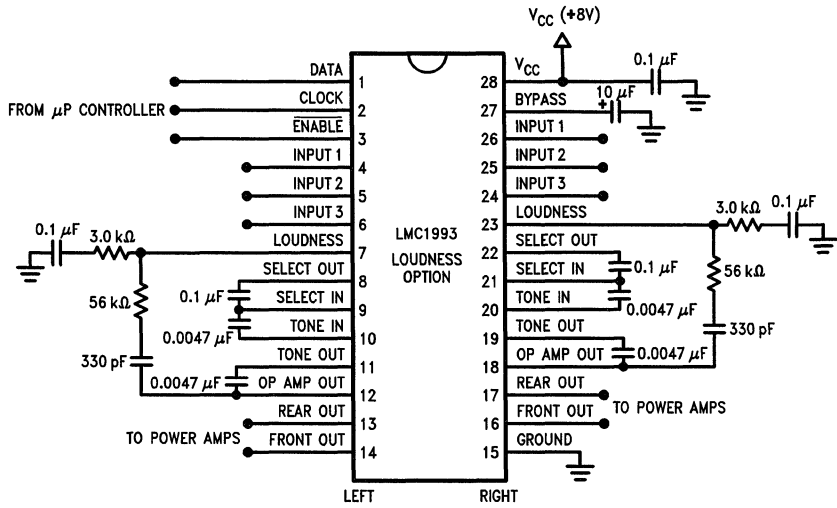 V_CC (+8V)
DATA
1
CLOCK
2
FROM μP CONTROLLER
ENABLE
3
INPUT 1
4
INPUT 2
5
INPUT 3
6
LOUDNESS
7
0.1 μF
3.0 kΩ
56 kΩ
330 pF
SELECT OUT
8
0.1 μF
SELECT IN
9
0.0047 μF
TONE IN
10
TONE OUT
11
0.0047 μF
OP AMP OUT
12
REAR OUT
13
TO POWER AMPS
FRONT OUT
14
LMC1993
LOUDNESS
OPTION
V_CC
28
0.1 μF
BYPASS
27
10 μF
+
INPUT 1
26
INPUT 2
25
INPUT 3
24
LOUDNESS
23
3.0 kΩ
0.1 μF
56 kΩ
330 pF
SELECT OUT
22
SELECT IN
21
0.1 μF
TONE IN
20
0.0047 μF
TONE OUT
19
OP AMP OUT
18
0.0047 μF
REAR OUT
17
TO POWER AMPS
FRONT OUT
16
GROUND
15
LEFT
RIGHT